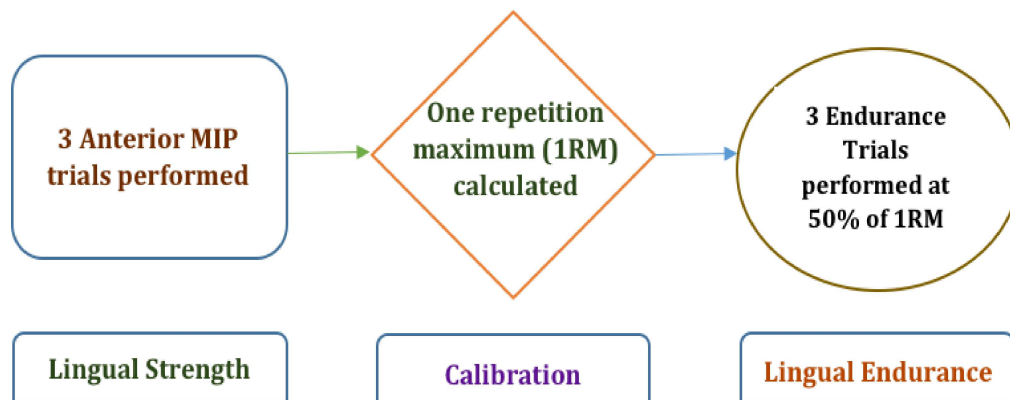 3 Anterior MIP
trials performed
One repetition
maximum (1RM)
calculated
3 Endurance
Trials
performed at
50% of 1RM
Lingual Strength
Calibration
Lingual Endurance